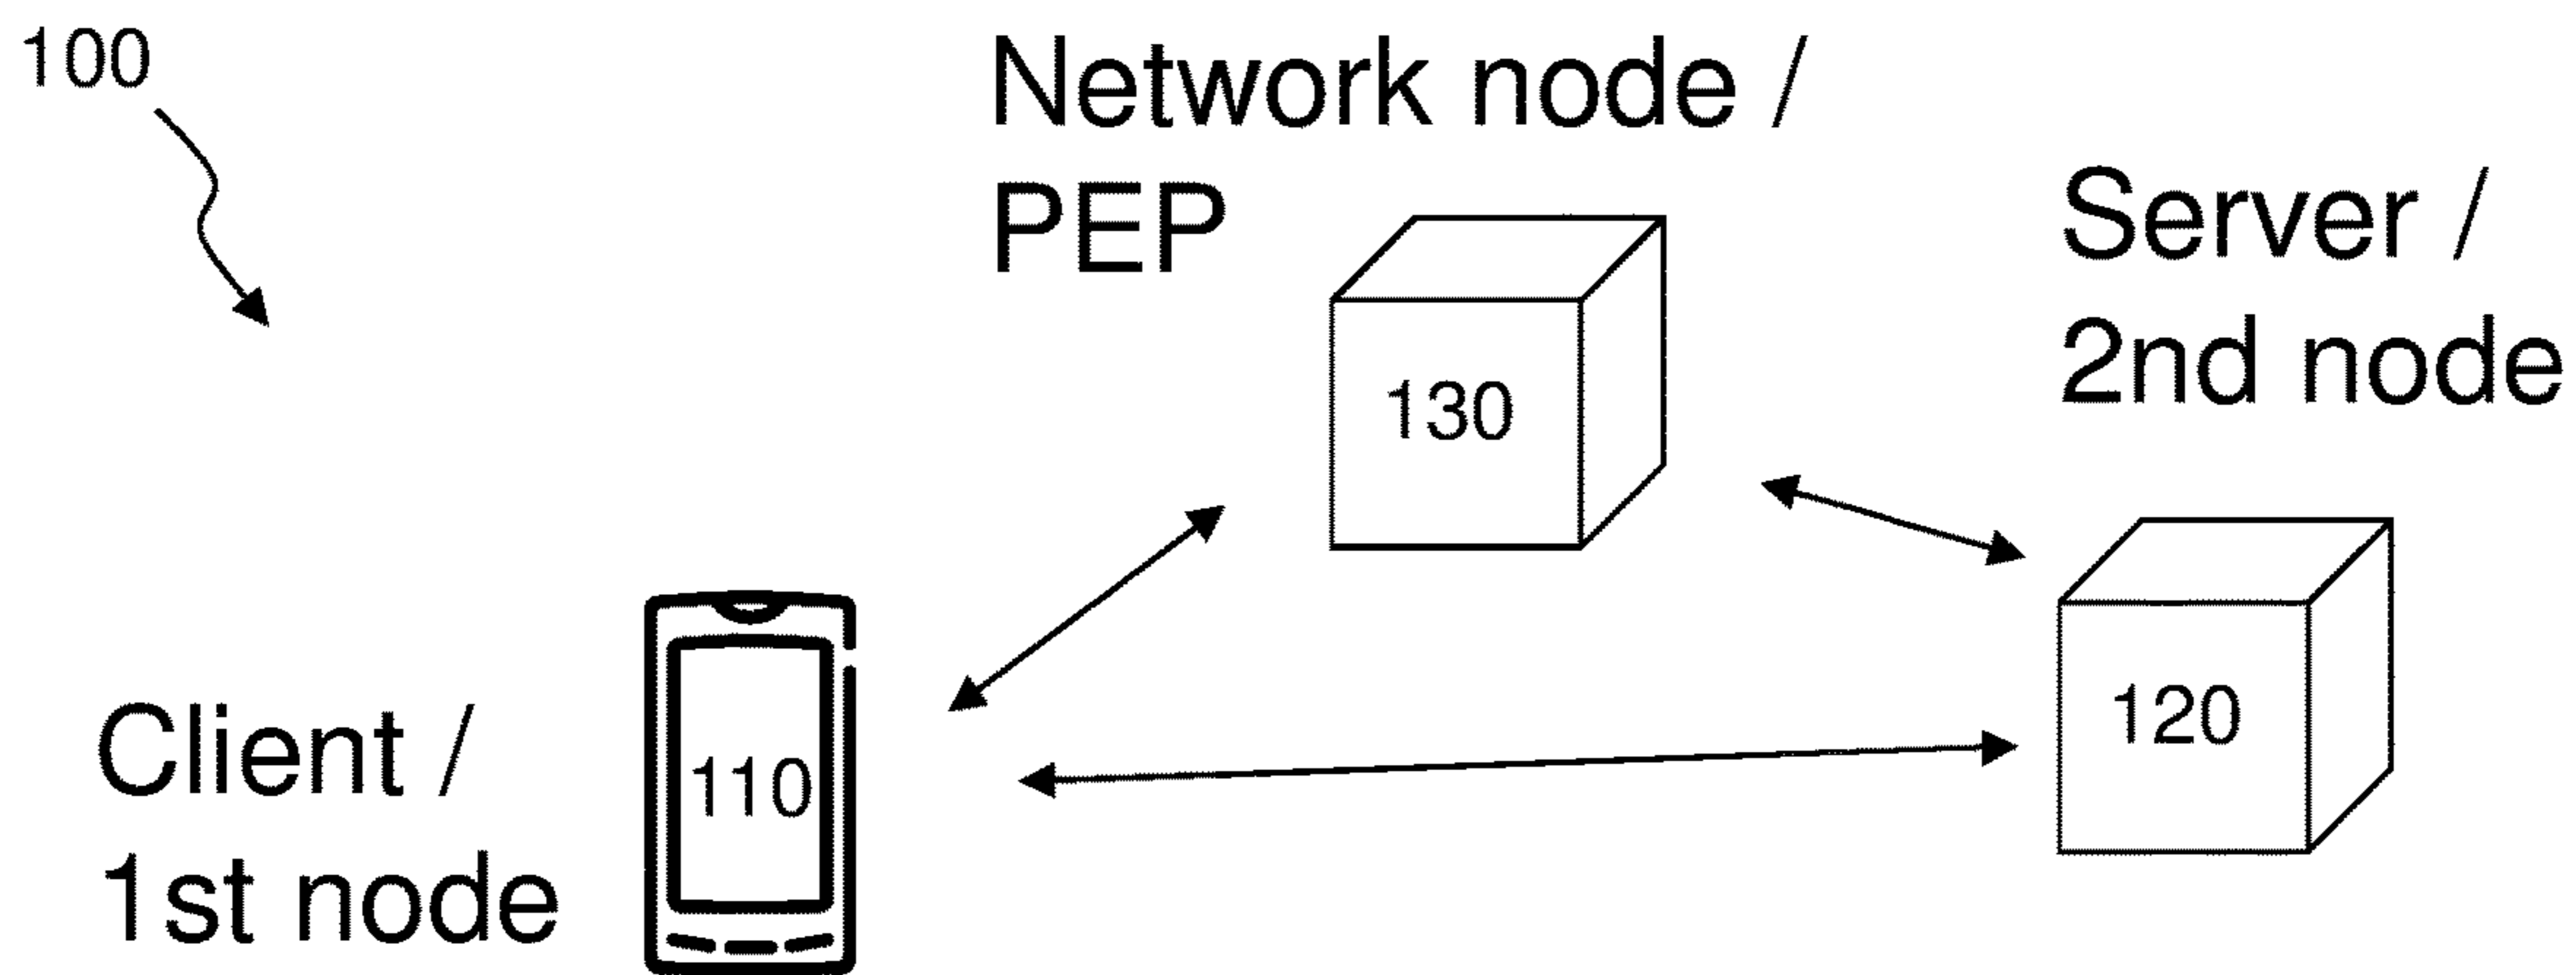 100
Network node /
PEP
Server /
2nd node
130
120
Client /
1st node
110